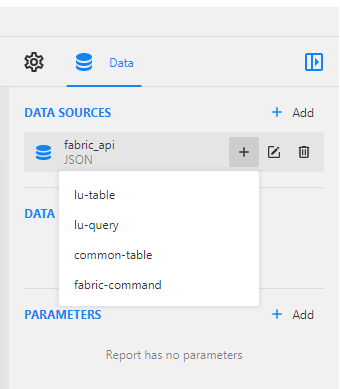 Data
DATA SOURCES
Add
fabric_api
JSON
DATA
lu-table
lu-query
common-table
fabric-command
PARAMETERS
Add
Report has no parameters